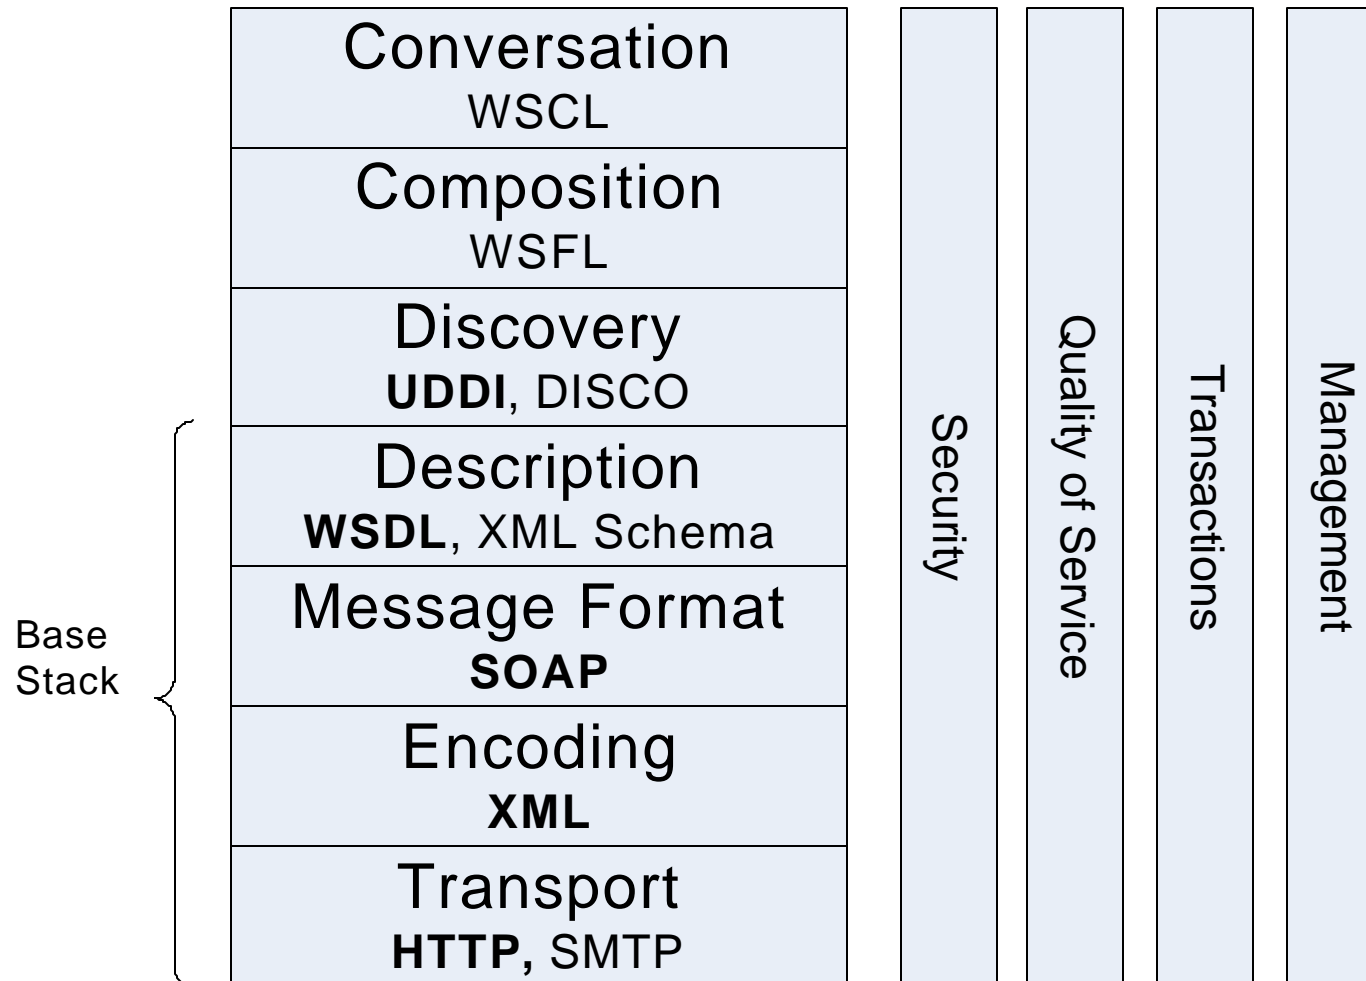 Conversation
WSCL
Composition
WSFL
Discovery
UDDI, DISCO
Description
WSDL, XML Schema
Message Format
SOAP
Encoding
XML
Transport
HTTP, SMTP
Base
Stack
Security
Quality of Service
Transactions
Management